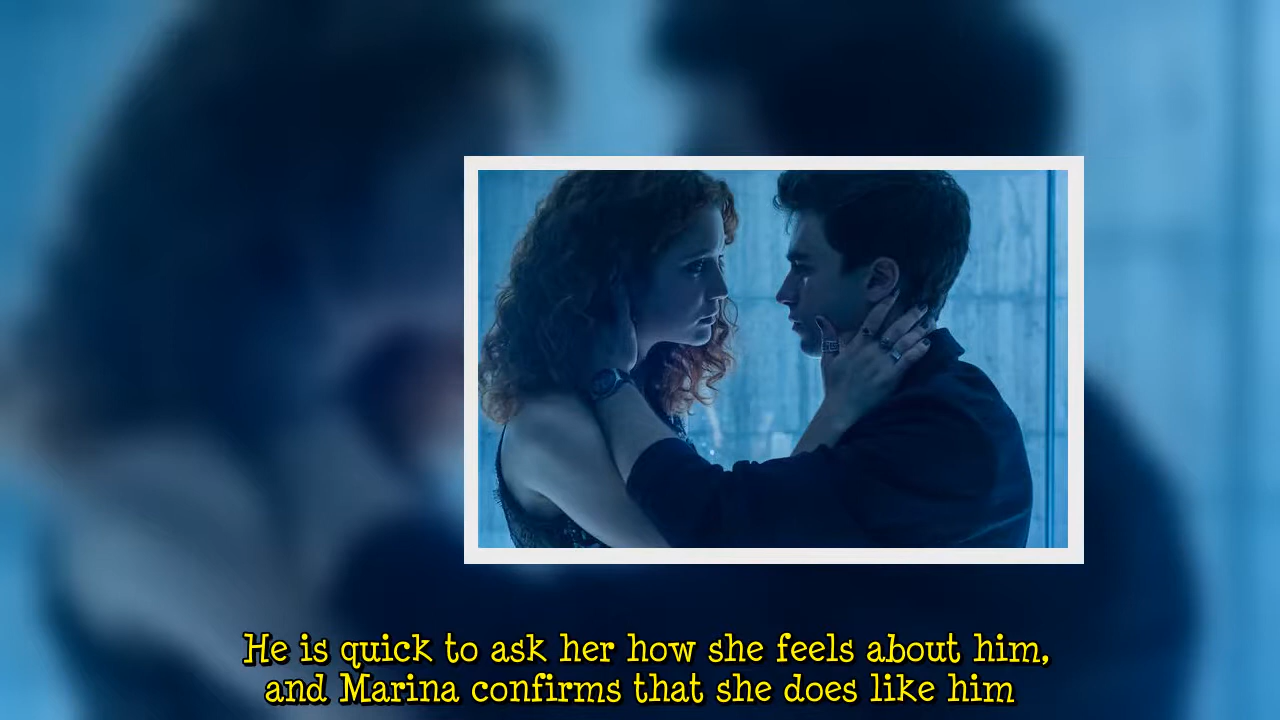 He is quick to ask her how she feels about him,
and Marina confirms that she does like him